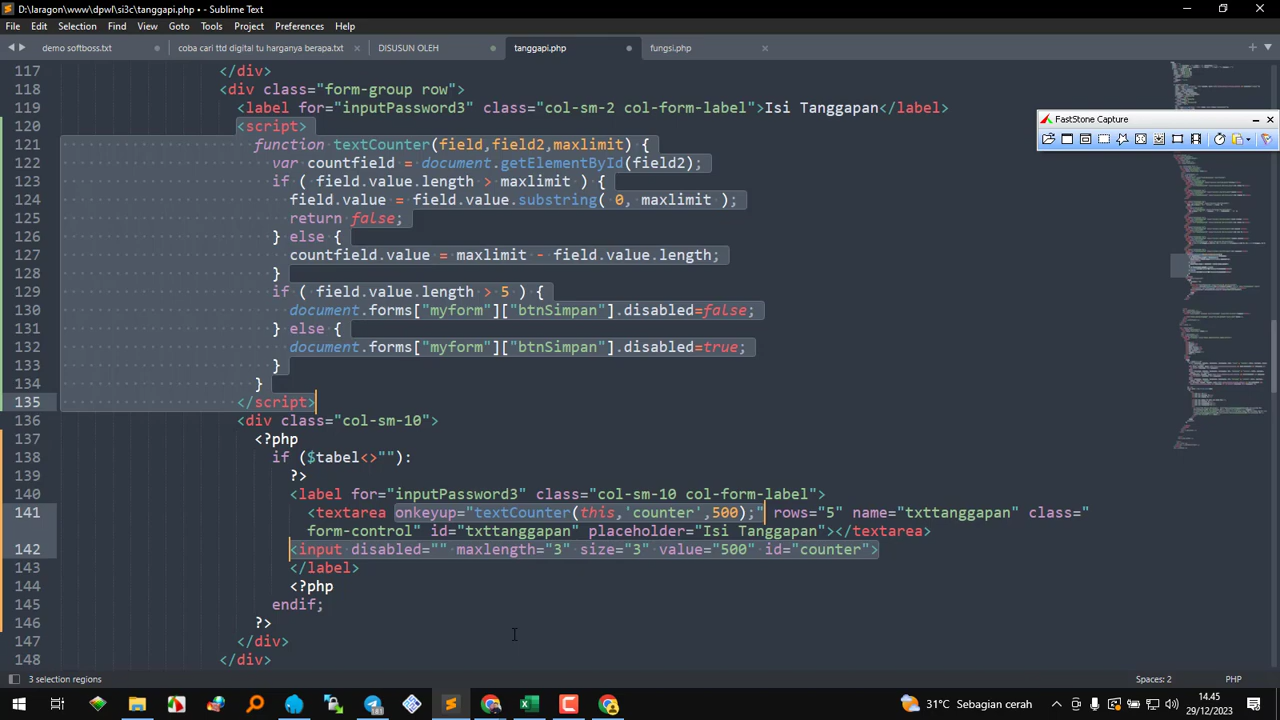 D:\laragon\www\dpwl\si3c\tanggapi.php • - Sublime Text
File Edit Selection Find View Goto Tools Project Preferences Help
demo softboss.txt
coba cari ttd digital tu harganya berapa.txt
DISUSUN OLEH
tanggapi.php
fungsi.php
FastStone Capture
117 </div>
118 <div class="form-group row">
119 <label for="inputPassword3" class="col-sm-2 col-form-label">Isi Tanggapan</label>
120 <script>
121 function textCounter(field,field2,maxlimit) {
122 var countfield = document.getElementById(field2);
123 if ( field.value.length > maxlimit ) {
124 field.value = field.value.substring( 0, maxlimit );
125 return false;
126 } else {
127 countfield.value = maxlimit - field.value.length;
128 }
129 if ( field.value.length > 5 ) {
130 document.forms["myform"]["btnSimpan"].disabled=false;
131 } else {
132 document.forms["myform"]["btnSimpan"].disabled=true;
133 }
134 }
135 </script>
136 <div class="col-sm-10">
137 <?php
138 if ($tabel<>""):
139 ?>
140 <label for="inputPassword3" class="col-sm-10 col-form-label">
141 <textarea onkeyup="textCounter(this,'counter',500);" rows="5" name="txttanggapan" class="
form-control" id="txttanggapan" placeholder="Isi Tanggapan"></textarea>
142 <input disabled="" maxlength="3" size="3" value="500" id="counter">
143 </label>
144 <?php
145 endif;
146 ?>
147 </div>
148 </div>
3 selection regions
Spaces: 2
PHP
31°C Sebagian cerah
14.45
29/12/2023